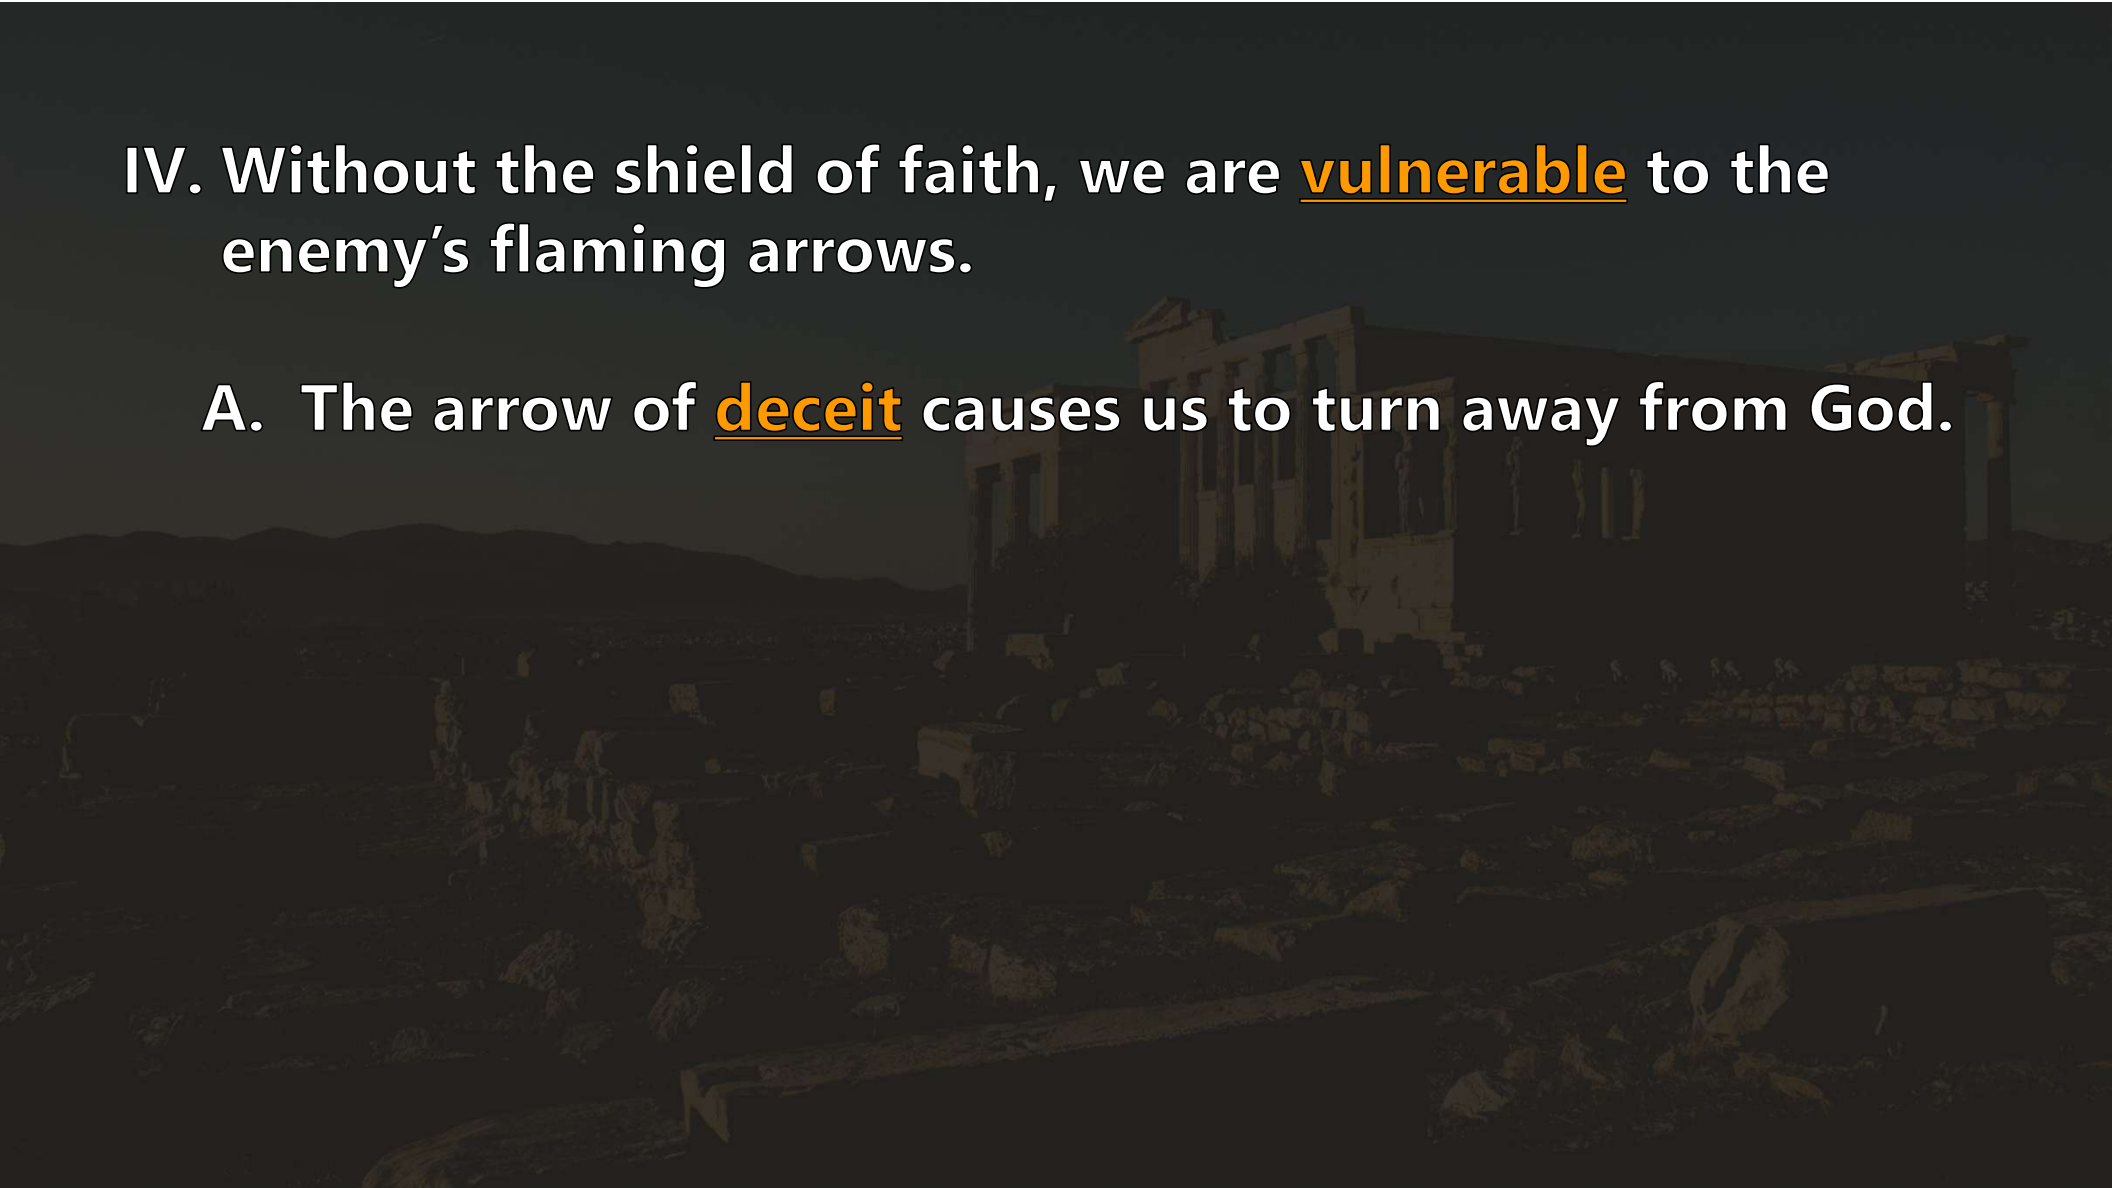 IV. Without the shield of faith, we are vulnerable to the
enemy’s flaming arrows.
A. The arrow of deceit causes us to turn away from God.